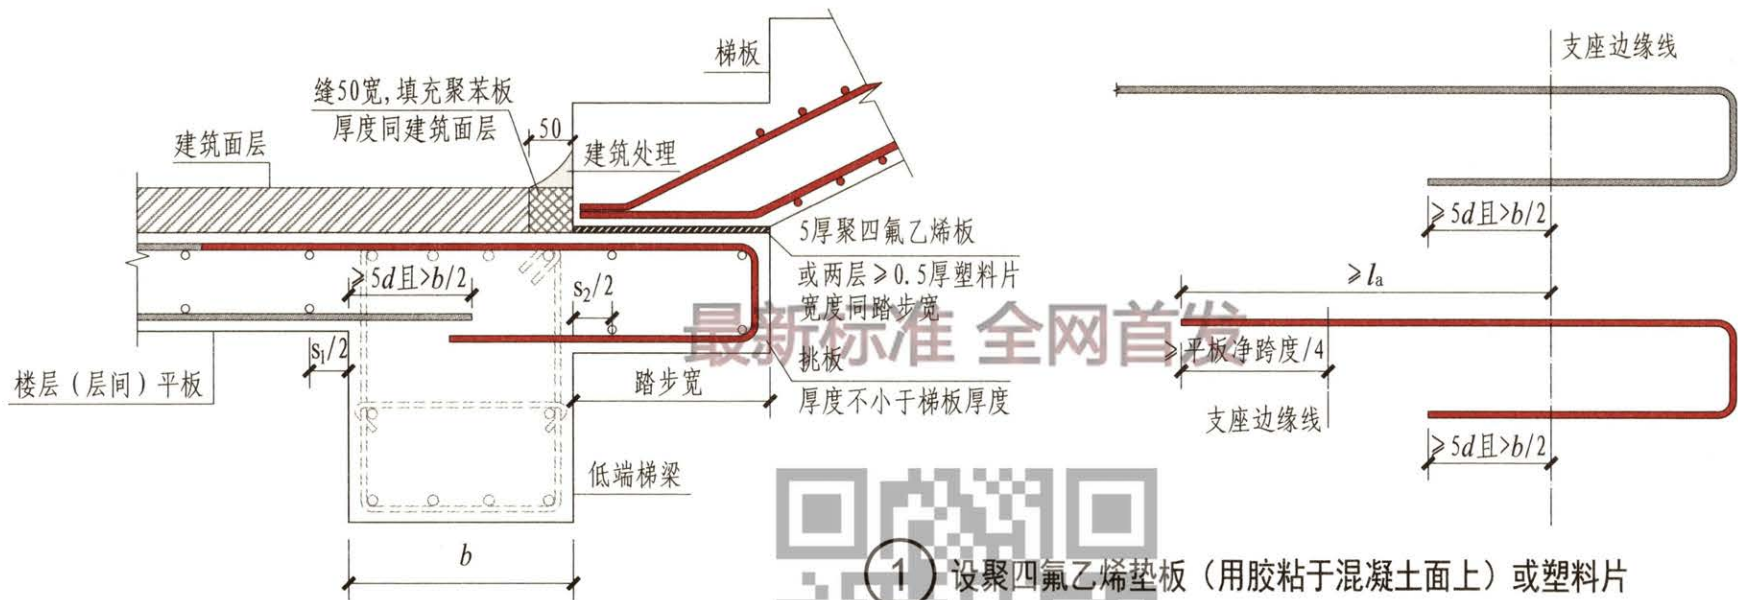 梯板
支座边缘线
缝50宽,填充聚苯板
厚度同建筑面层
50
建筑面层
建筑处理
≥5d且>b/2
5厚聚四氟乙烯板
或两层≥0.5厚塑料片
宽度同踏步宽
≥5d且>b/2
s₂/2
≥lₐ
最新标准 全网首发
s₁/2
≥平板净跨度/4
挑板
厚度不小于梯板厚度
楼层（层间）平板
踏步宽
支座边缘线
≥5d且>b/2
低端梯梁
b
1 设聚四氟乙烯垫板（用胶粘于混凝土面上）或塑料片